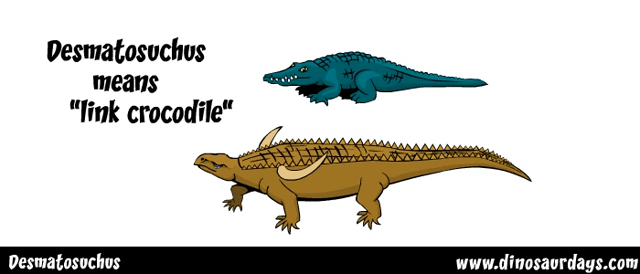 Desmatosuchus
means
"link crocodile"
Desmatosuchus
www.dinosaurdays.com